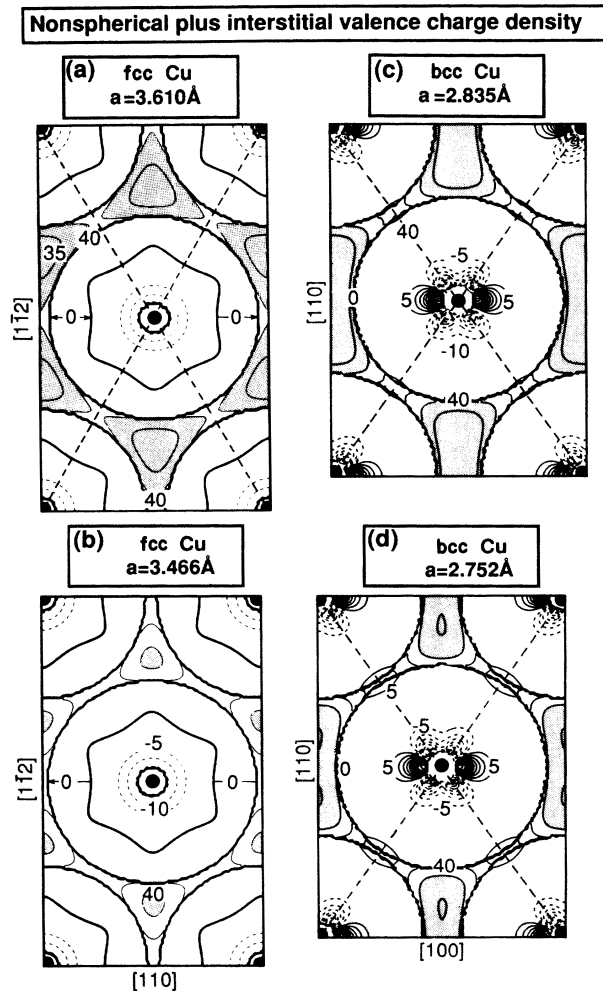 Nonspherical plus interstitial valence charge density
(a)
fcc Cu
a=3.610Å
40
35
0
0
40
[11̄2]
(c)
bcc Cu
a=2.835Å
40
-5
0
5
5
-10
40
[110]
(b)
fcc Cu
a=3.466Å
-5
0
0
-10
40
[11̄2]
[110]
(d)
bcc Cu
a=2.752Å
5
5
5
0
5
5
-5
40
[110]
[100]